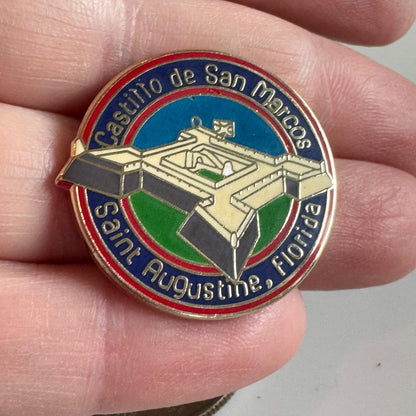 Castillo de San Marcos
Saint Augustine, Florida